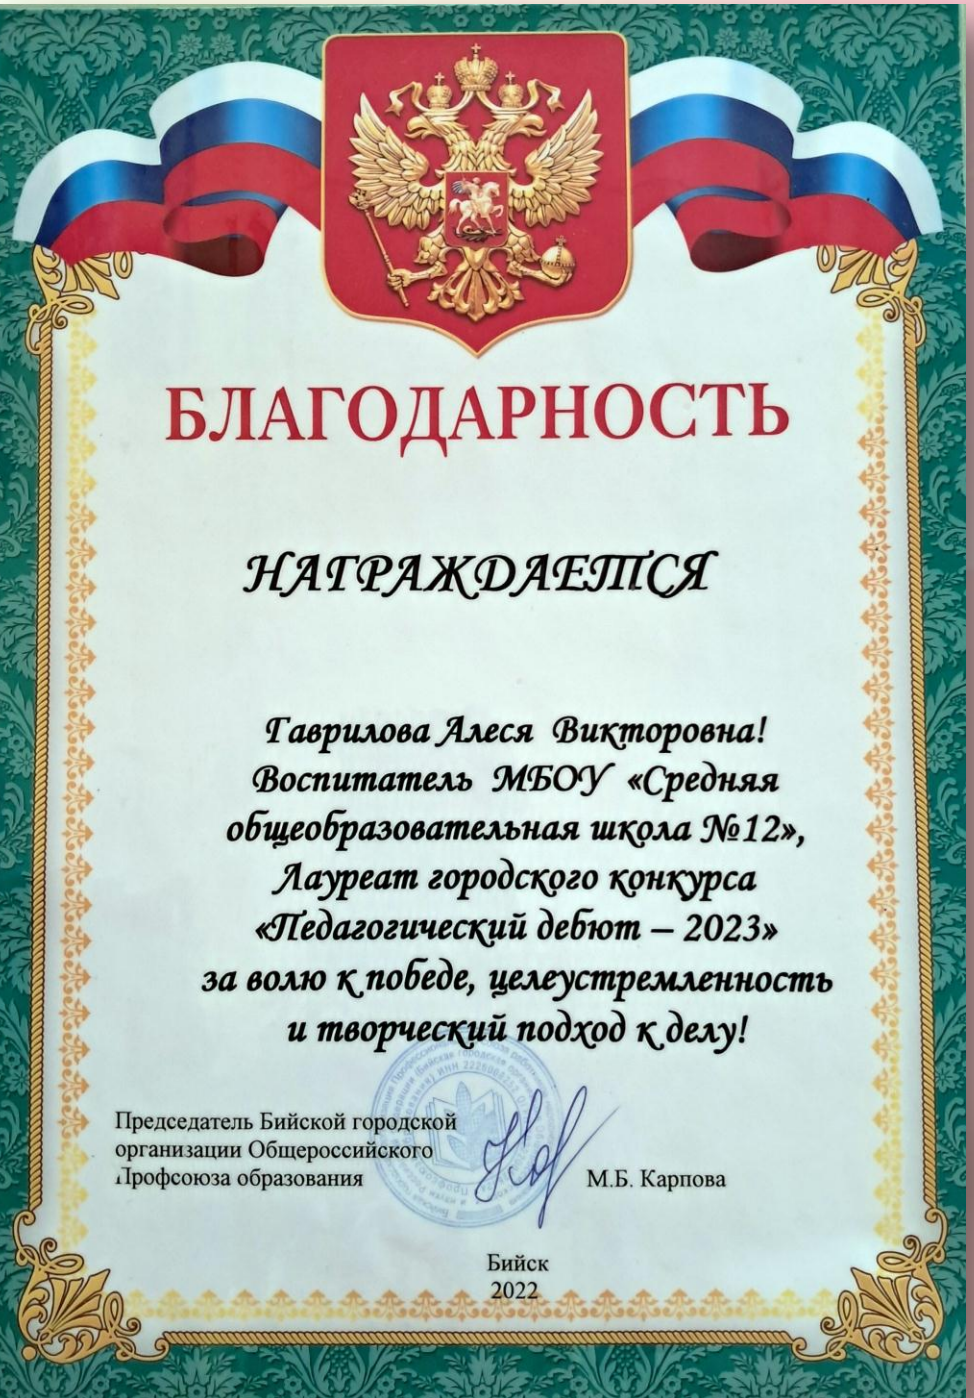 БЛАГОДАРНОСТЬ
НАГРАЖДАЕТСЯ
Гаврилова Алеся Викторовна!
Воспитатель МБОУ «Средняя
общеобразовательная школа №12»,
Лауреат городского конкурса
«Педагогический дебют – 2023»
за волю к победе, целеустремленность
и творческий подход к делу!
Председатель Бийской городской
организации Общероссийского
Профсоюза образования
М.Б. Карпова
Бийск
2022